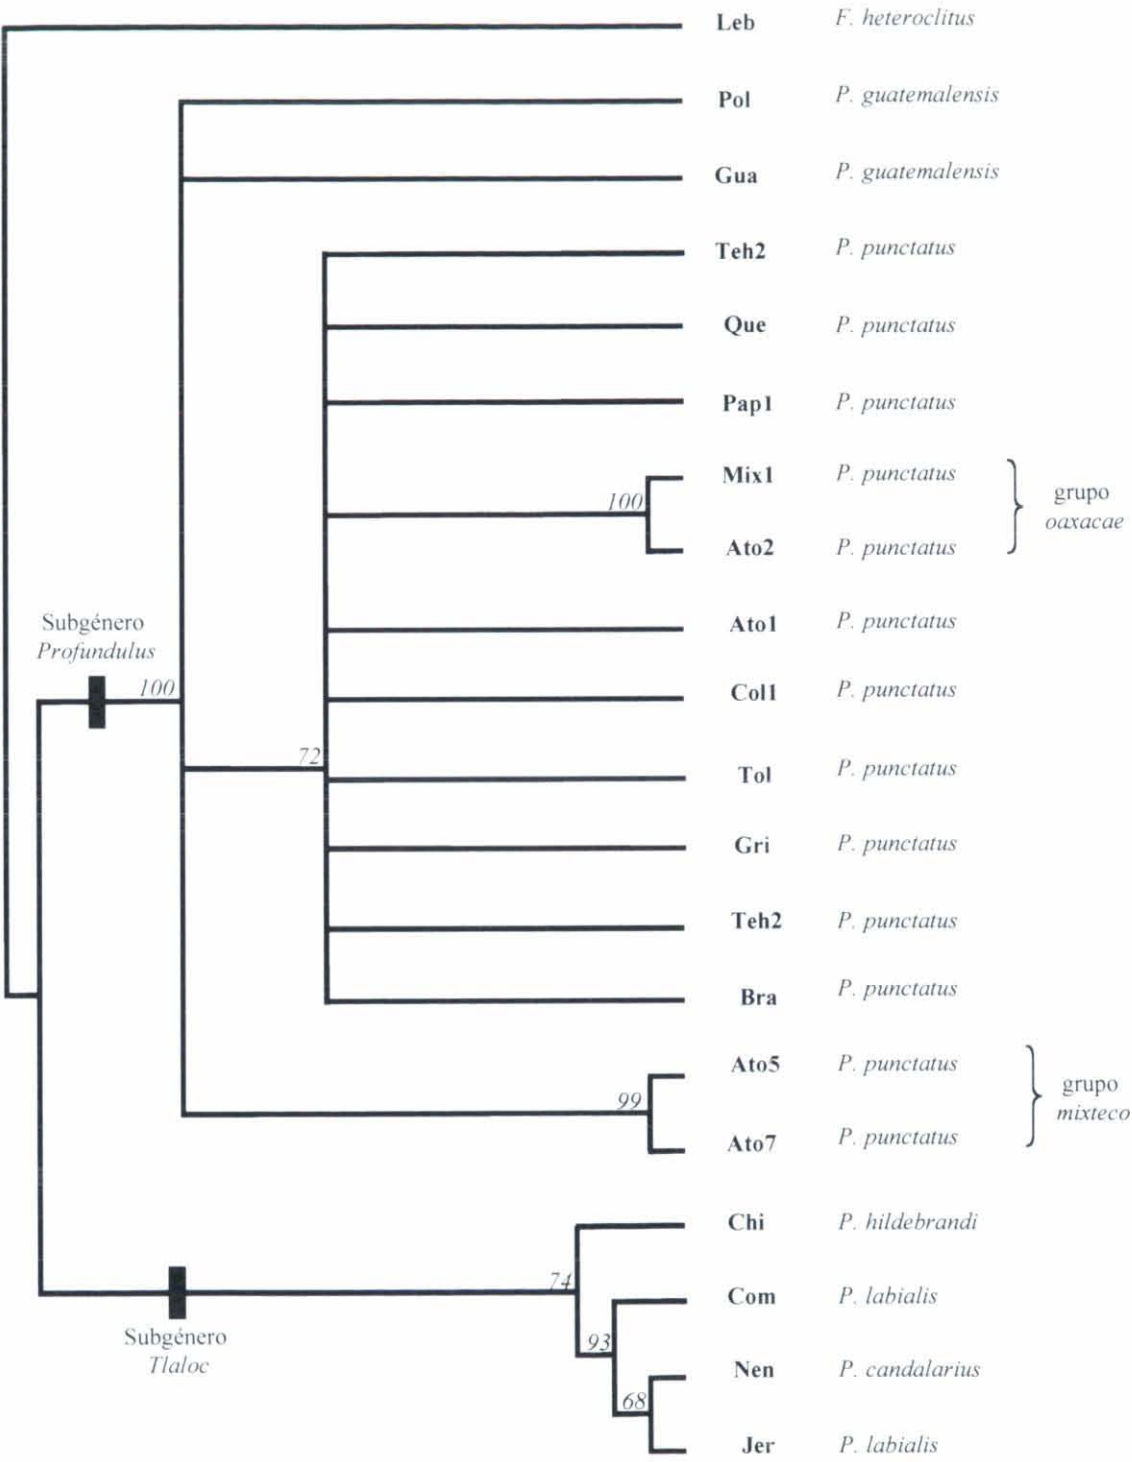 Leb F. heteroclitus
Pol P. guatemalensis
Gua P. guatemalensis
Teh2 P. punctatus
Que P. punctatus
Pap1 P. punctatus
Mix1 P. punctatus
100
grupo
oaxacae
Ato2 P. punctatus
Ato1 P. punctatus
Subgénero
Profundulus
100
Col1 P. punctatus
72
Tol P. punctatus
Gri P. punctatus
Teh2 P. punctatus
Bra P. punctatus
Ato5 P. punctatus
99
grupo
mixteco
Ato7 P. punctatus
Chi P. hildebrandi
74
Com P. labialis
Subgénero
Tlaloc
93
Nen P. candalarius
68
Jer P. labialis